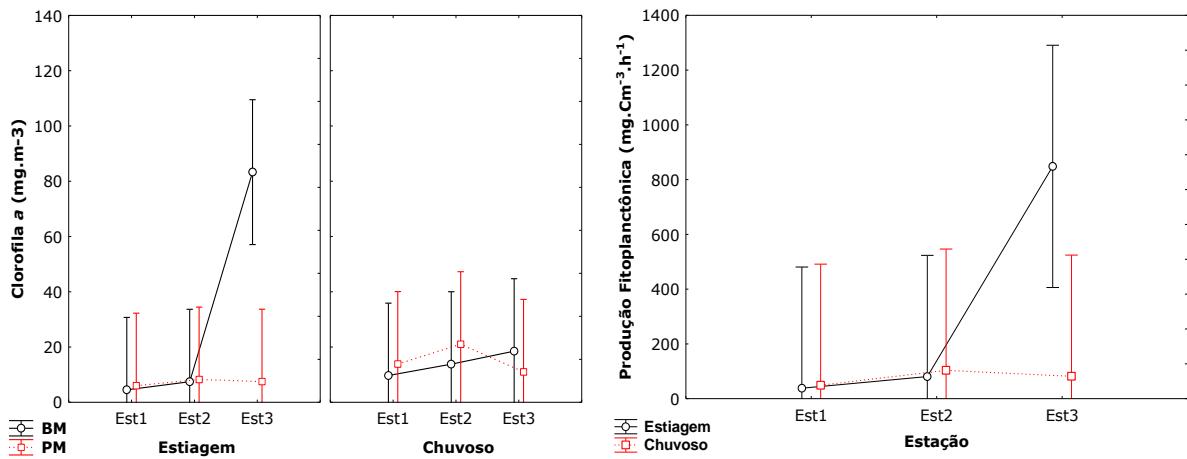 Clorofila a (mg.m-3)
140
120
100
80
60
40
20
0
Est1 Est2 Est3
Estiagem
Est1 Est2 Est3
Chuvoso
BM
PM
Produção Fitoplanctônica (mg.Cm⁻³.h⁻¹)
1400
1200
1000
800
600
400
200
0
Est1 Est2 Est3
Estação
Estiagem
Chuvoso